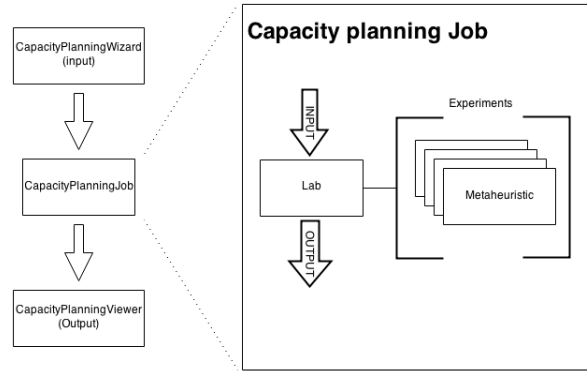 CapacityPlanningWizard
(input)
CapacityPlanningJob
CapacityPlanningViewer
(Output)
Capacity planning Job
INPUT
Lab
OUTPUT
Experiments
Metaheuristic